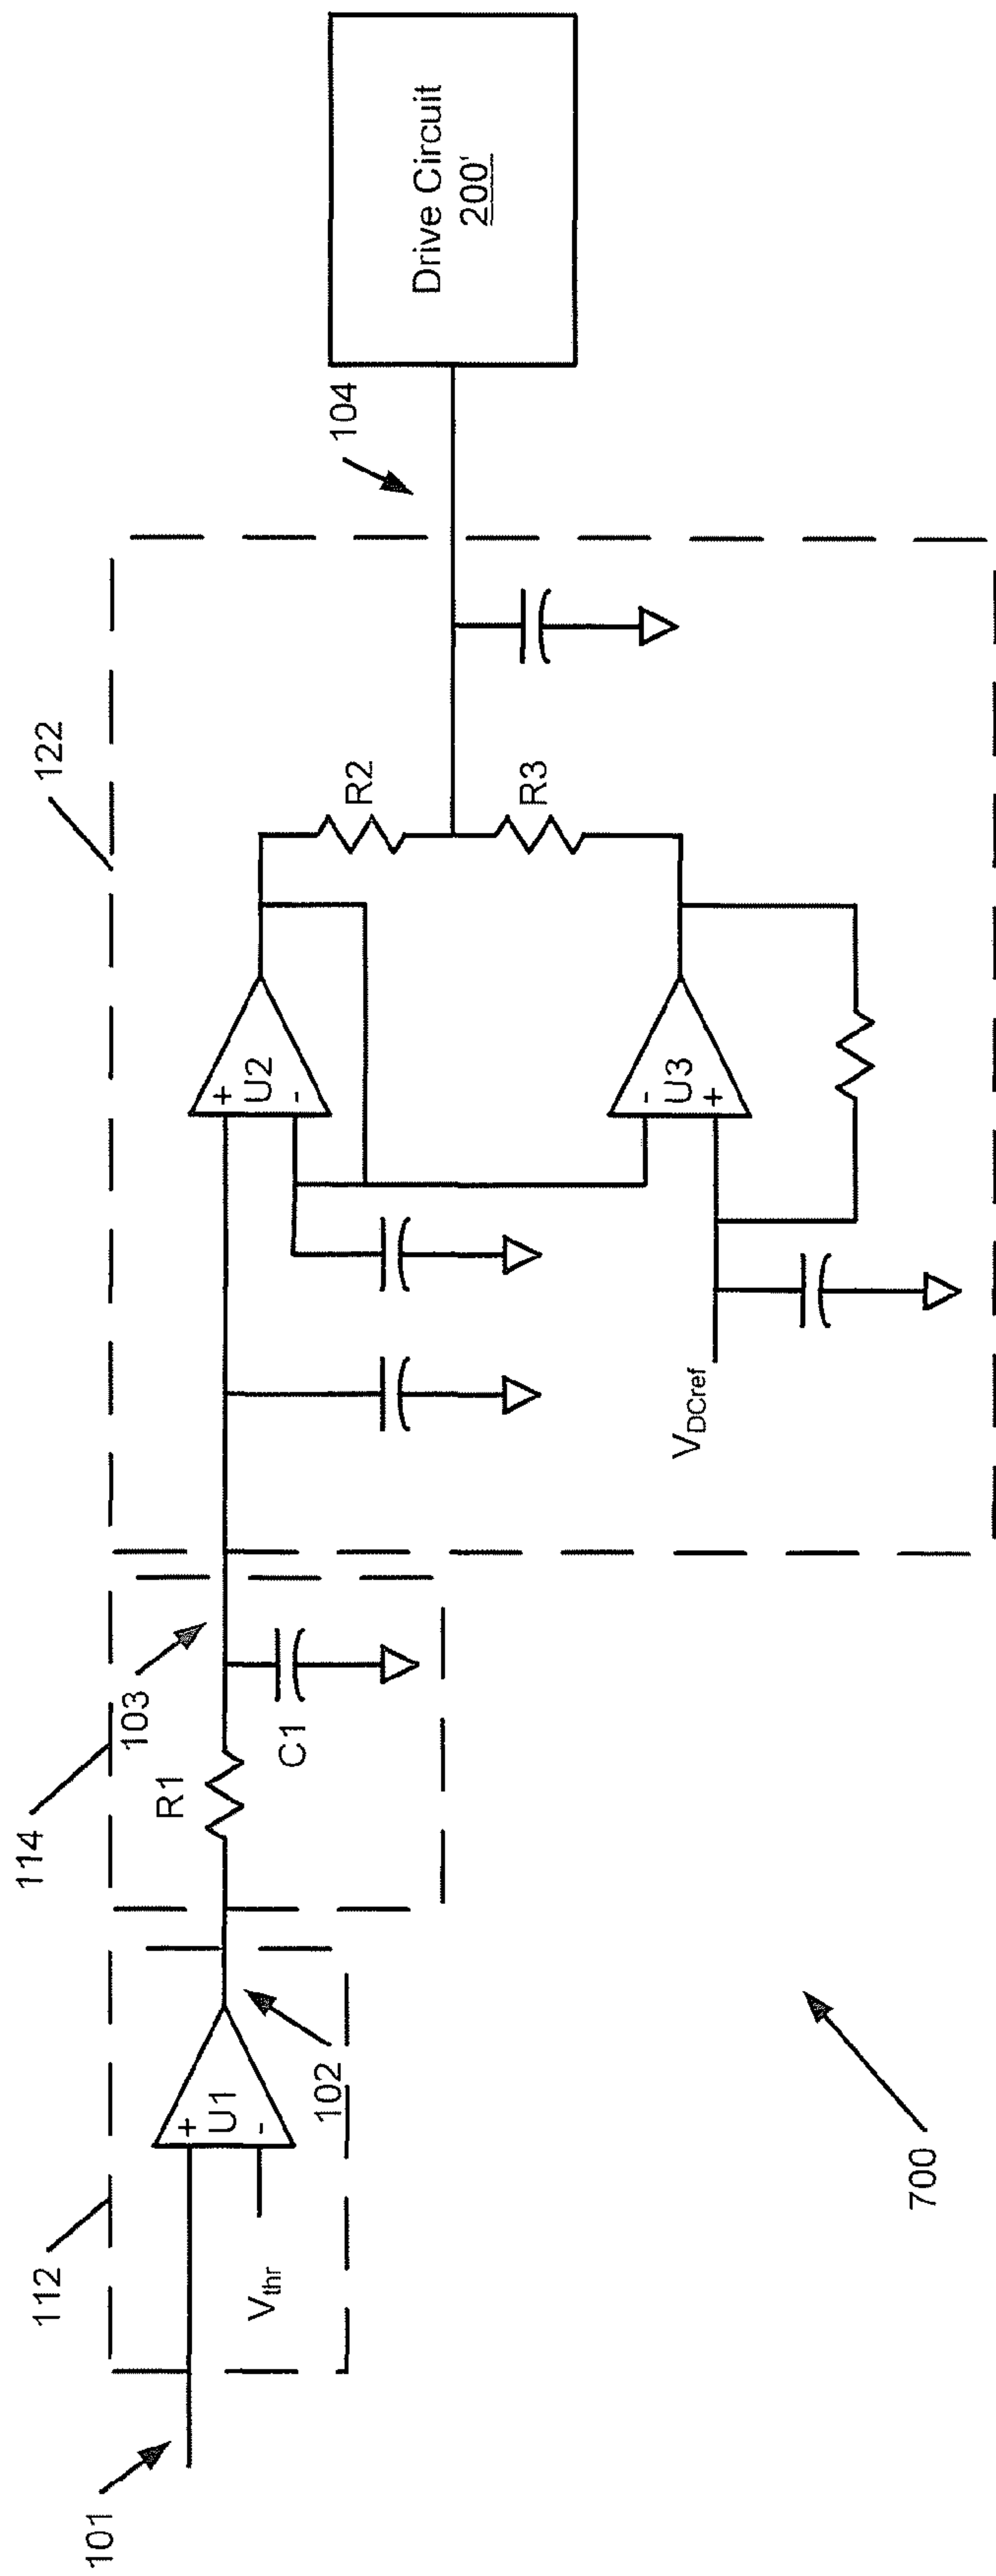 101
112
Vthr
+
U1
-
102
114
R1
C1
103
122
+
U2
-
VDCref
-
U3
+
R2
R3
104
Drive Circuit
200'
700